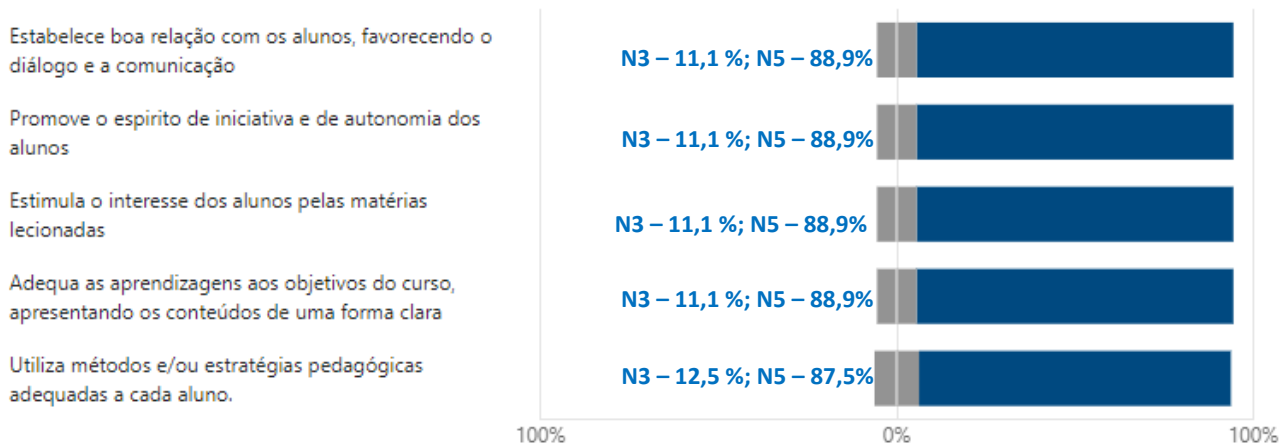 Estabelece boa relação com os alunos, favorecendo o
diálogo e a comunicação
N3 – 11,1 %; N5 – 88,9%
Promove o espirito de iniciativa e de autonomia dos
alunos
N3 – 11,1 %; N5 – 88,9%
Estimula o interesse dos alunos pelas matérias
lecionadas
N3 – 11,1 %; N5 – 88,9%
Adequa as aprendizagens aos objetivos do curso,
apresentando os conteúdos de uma forma clara
N3 – 11,1 %; N5 – 88,9%
Utiliza métodos e/ou estratégias pedagógicas
adequadas a cada aluno.
N3 – 12,5 %; N5 – 87,5%
100% 0% 100%